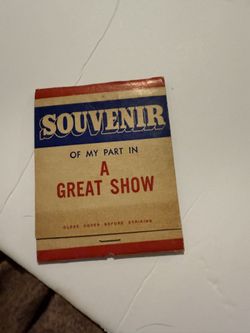 SOUVENIR
OF MY PART IN
A
GREAT SHOW
CLOSE COVER BEFORE STRIKING